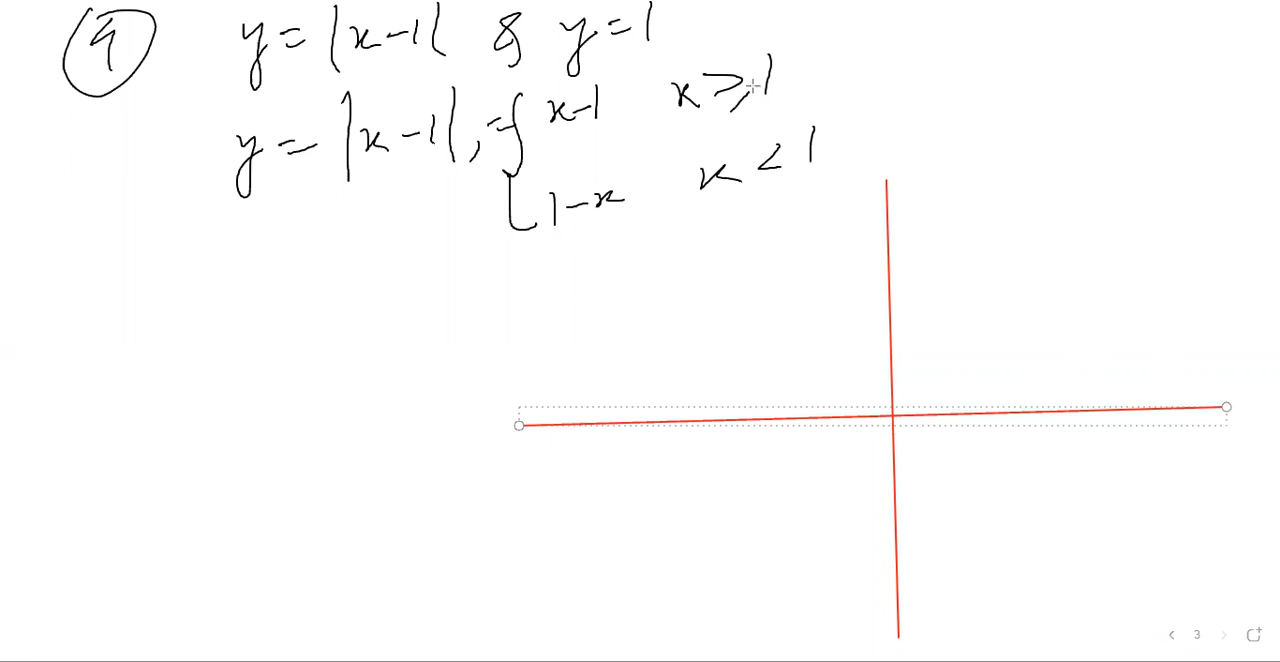 4 y = |x-1| & y = 1
y = |x-1|, = { x-1 x ⩾ 1
1-x x < 1
3